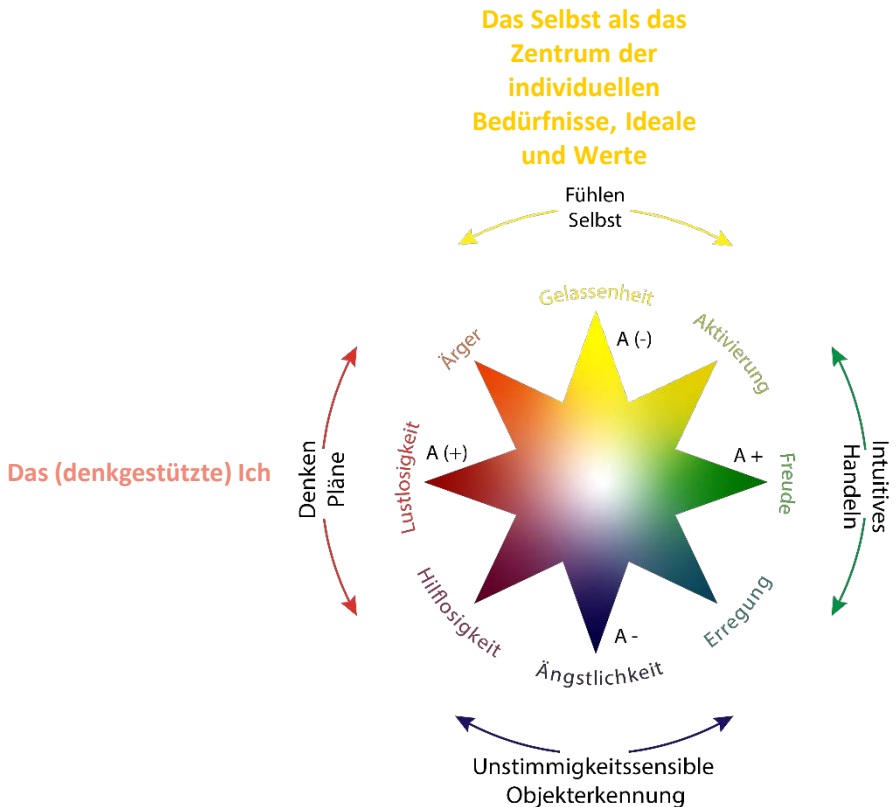 Das Selbst als das
Zentrum der
individuellen
Bedürfnisse, Ideale
und Werte
Fühlen
Selbst
Gelassenheit
A (-)
Ärger
Aktivierung
Das (denkgestützte) Ich
Denken
Pläne
Lustlosigkeit
A (+)
A +
Freude
Intuitives
Handeln
Hilflosigkeit
A -
Erregung
Ängstlichkeit
Unstimmigkeitssensible
Objekterkennung